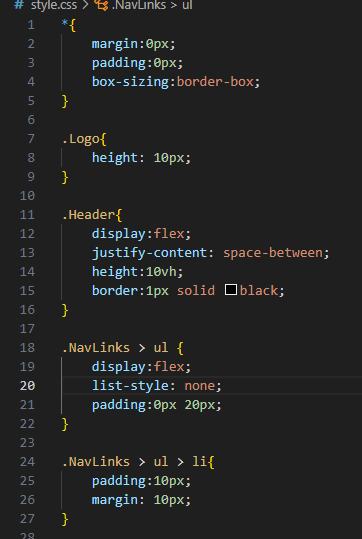 # style.css > .NavLinks > ul
1 *{
2 margin:0px;
3 padding:0px;
4 box-sizing:border-box;
5 }
6
7 .Logo{
8 height: 10px;
9 }
10
11 .Header{
12 display:flex;
13 justify-content: space-between;
14 height:10vh;
15 border:1px solid black;
16 }
17
18 .NavLinks > ul {
19 display:flex;
20 list-style: none;
21 padding:0px 20px;
22 }
23
24 .NavLinks > ul > li{
25 padding:10px;
26 margin: 10px;
27 }
28